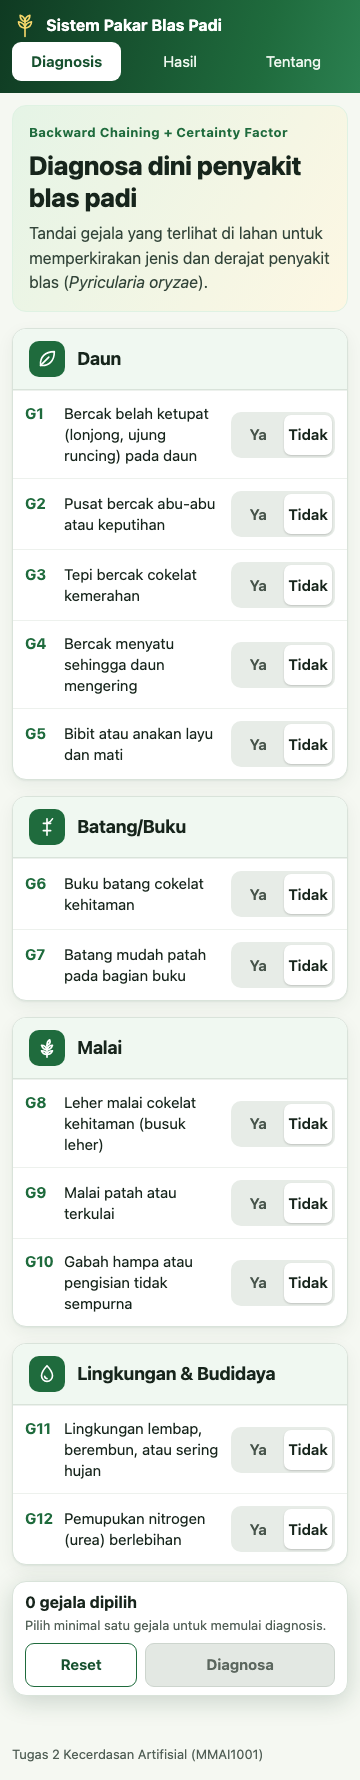 Sistem Pakar Blas Padi
Diagnosis
Hasil
Tentang
Backward Chaining + Certainty Factor
Diagnosa dini penyakit
blas padi
Tandai gejala yang terlihat di lahan untuk
memperkirakan jenis dan derajat penyakit
blas (Pyricularia oryzae).
Daun
G1 Bercak belah ketupat
(lonjong, ujung
runcing) pada daun
Ya Tidak
G2 Pusat bercak abu-abu
atau keputihan
Ya Tidak
G3 Tepi bercak cokelat
kemerahan
Ya Tidak
G4 Bercak menyatu
sehingga daun
mengering
Ya Tidak
G5 Bibit atau anakan layu
dan mati
Ya Tidak
Batang/Buku
G6 Buku batang cokelat
kehitaman
Ya Tidak
G7 Batang mudah patah
pada bagian buku
Ya Tidak
Malai
G8 Leher malai cokelat
kehitaman (busuk
leher)
Ya Tidak
G9 Malai patah atau
terkulai
Ya Tidak
G10 Gabah hampa atau
pengisian tidak
sempurna
Ya Tidak
Lingkungan & Budidaya
G11 Lingkungan lembap,
berembun, atau sering
hujan
Ya Tidak
G12 Pemupukan nitrogen
(urea) berlebihan
Ya Tidak
0 gejala dipilih
Pilih minimal satu gejala untuk memulai diagnosis.
Reset
Diagnosa
Tugas 2 Kecerdasan Artifisial (MMAI1001)